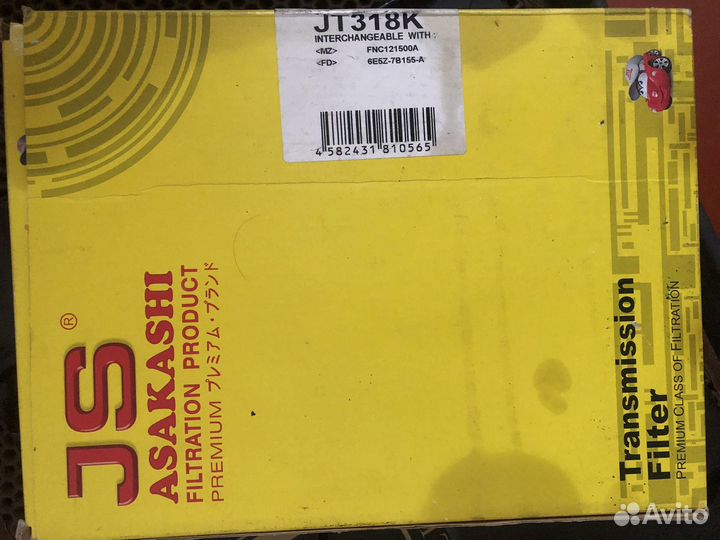 JT318K
INTERCHANGEABLE WITH :
<MZ> FNC121500A
<FD> 6E5Z-7B155-A
4 582431 810565
JS®
ASAKASHI
FILTRATION PRODUCT
PREMIUM プレミアム・ブランド
Transmission
Filter
PREMIUM CLASS OF FILTRATION
Avito